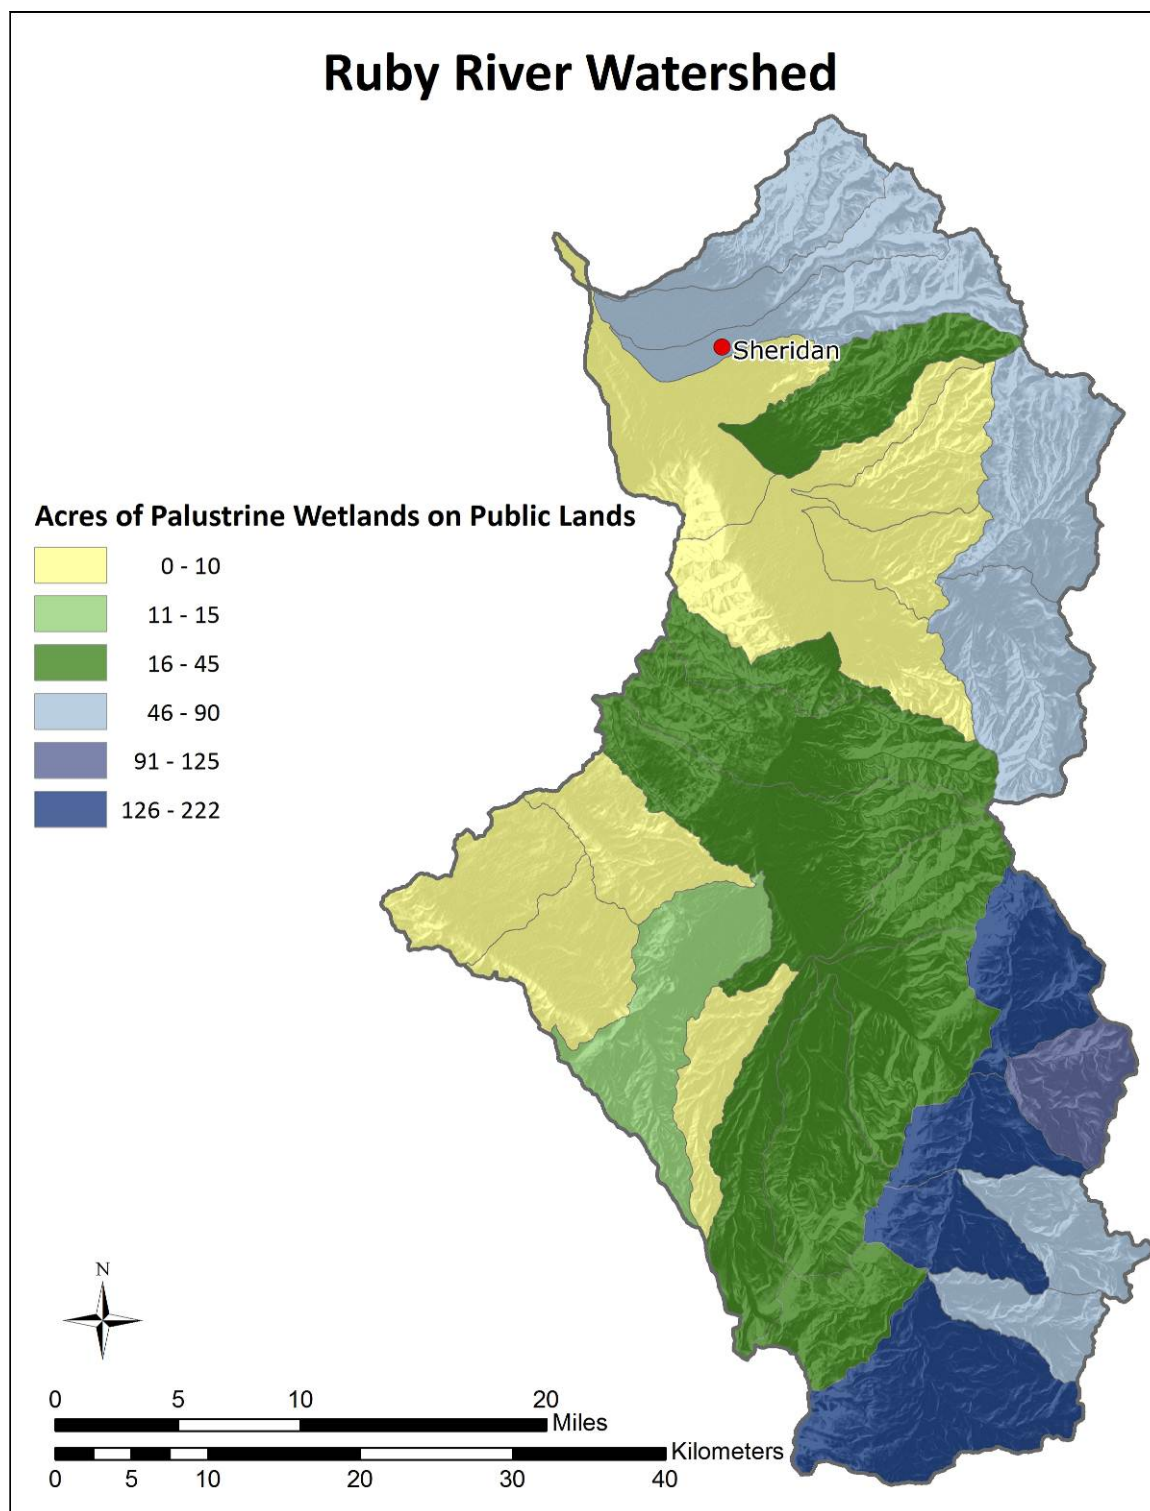 Ruby River Watershed
Sheridan
Acres of Palustrine Wetlands on Public Lands
0 - 10
11 - 15
16 - 45
46 - 90
91 - 125
126 - 222
N
0 5 10 20
Miles
Kilometers
0 5 10 20 30 40